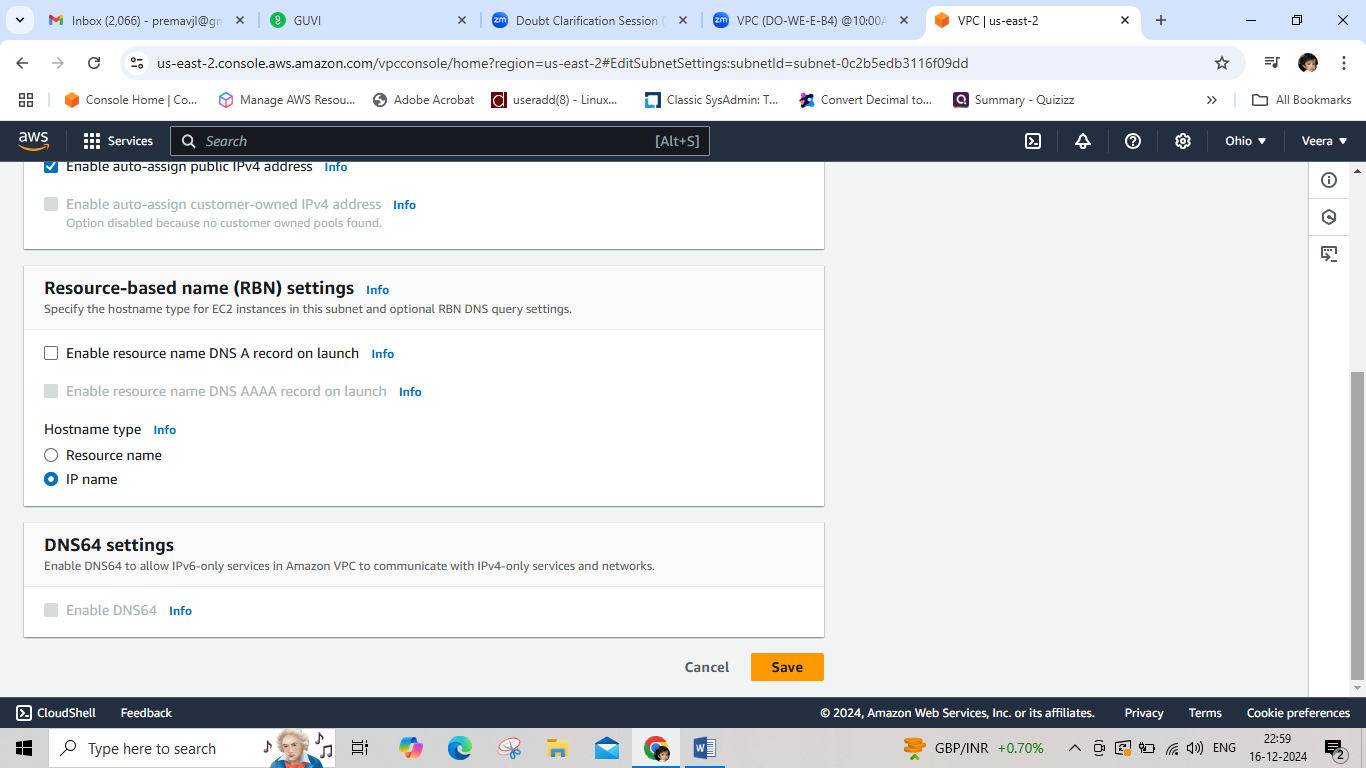 Inbox (2,066) - premavjl@gm
GUVI
Doubt Clarification Session (
VPC (DO-WE-E-B4) @10:00A
VPC | us-east-2
us-east-2.console.aws.amazon.com/vpcconsole/home?region=us-east-2#EditSubnetSettings:subnetId=subnet-0c2b5edb3116f09dd
Console Home | Co...
Manage AWS Resou...
Adobe Acrobat
useradd(8) - Linux...
Classic SysAdmin: T...
Convert Decimal to...
Summary - Quizizz
All Bookmarks
aws
Services
Search
[Alt+S]
Ohio
Veera
Enable auto-assign public IPv4 address Info
Enable auto-assign customer-owned IPv4 address Info
Option disabled because no customer owned pools found.
Resource-based name (RBN) settings Info
Specify the hostname type for EC2 instances in this subnet and optional RBN DNS query settings.
Enable resource name DNS A record on launch Info
Enable resource name DNS AAAA record on launch Info
Hostname type Info
Resource name
IP name
DNS64 settings
Enable DNS64 to allow IPv6-only services in Amazon VPC to communicate with IPv4-only services and networks.
Enable DNS64 Info
Cancel
Save
CloudShell
Feedback
© 2024, Amazon Web Services, Inc. or its affiliates.
Privacy
Terms
Cookie preferences
Type here to search
GBP/INR +0.70%
ENG
22:59
16-12-2024
2